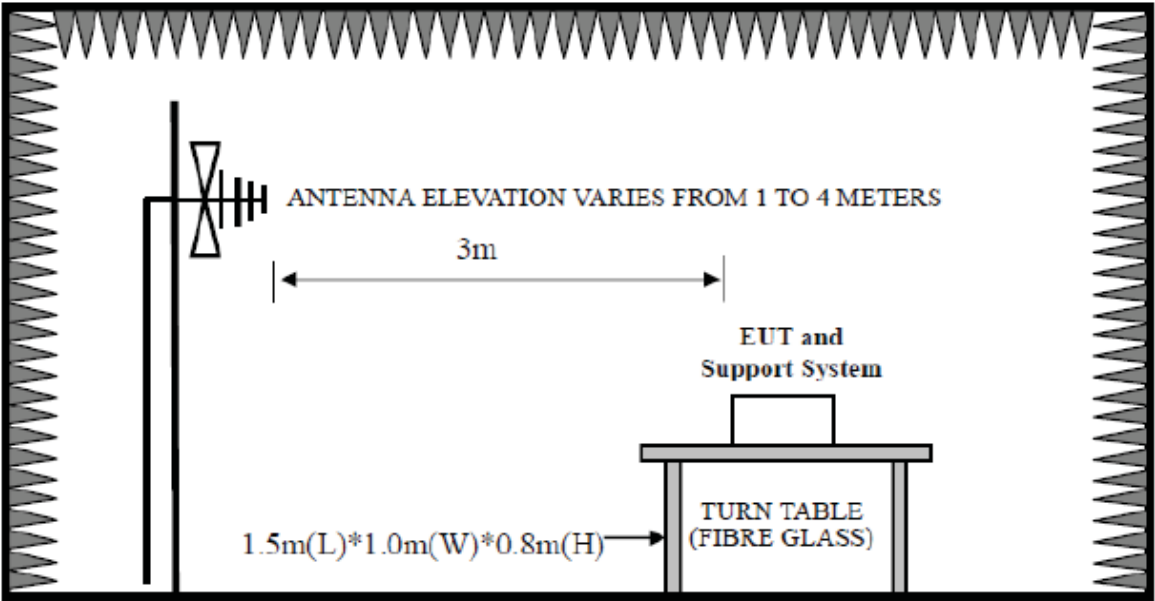 ANTENNA ELEVATION VARIES FROM 1 TO 4 METERS
3m
EUT and
Support System
TURN TABLE
(FIBRE GLASS)
1.5m(L)*1.0m(W)*0.8m(H)